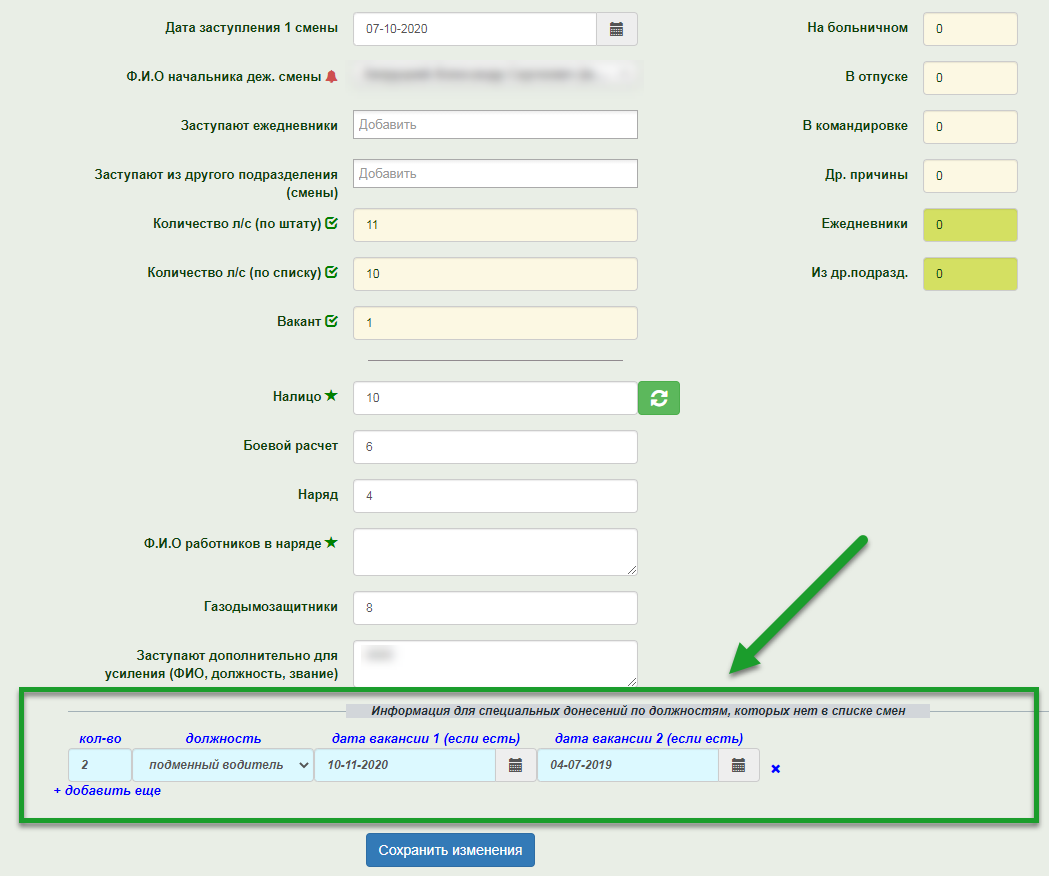 Дата заступления 1 смены 07-10-2020 На больничном 0
Ф.И.О начальника деж. смены В отпуске 0
Заступают ежедневники Добавить В командировке 0
Заступают из другого подразделения Добавить Др. причины 0
(смены)
Количество л/с (по штату) 11 Ежедневники 0
Количество л/с (по списку) 10 Из др.подразд. 0
Вакант 1
Налицо 10
Боевой расчет 6
Наряд 4
Ф.И.О работников в наряде
Газодымозащитники 8
Заступают дополнительно для
усиления (ФИО, должность, звание)
Информация для специальных донесений по должностям, которых нет в списке смен
кол-во должность дата вакансии 1 (если есть) дата вакансии 2 (если есть)
2 подменный водитель 10-11-2020 04-07-2019
+ добавить еще
Сохранить изменения